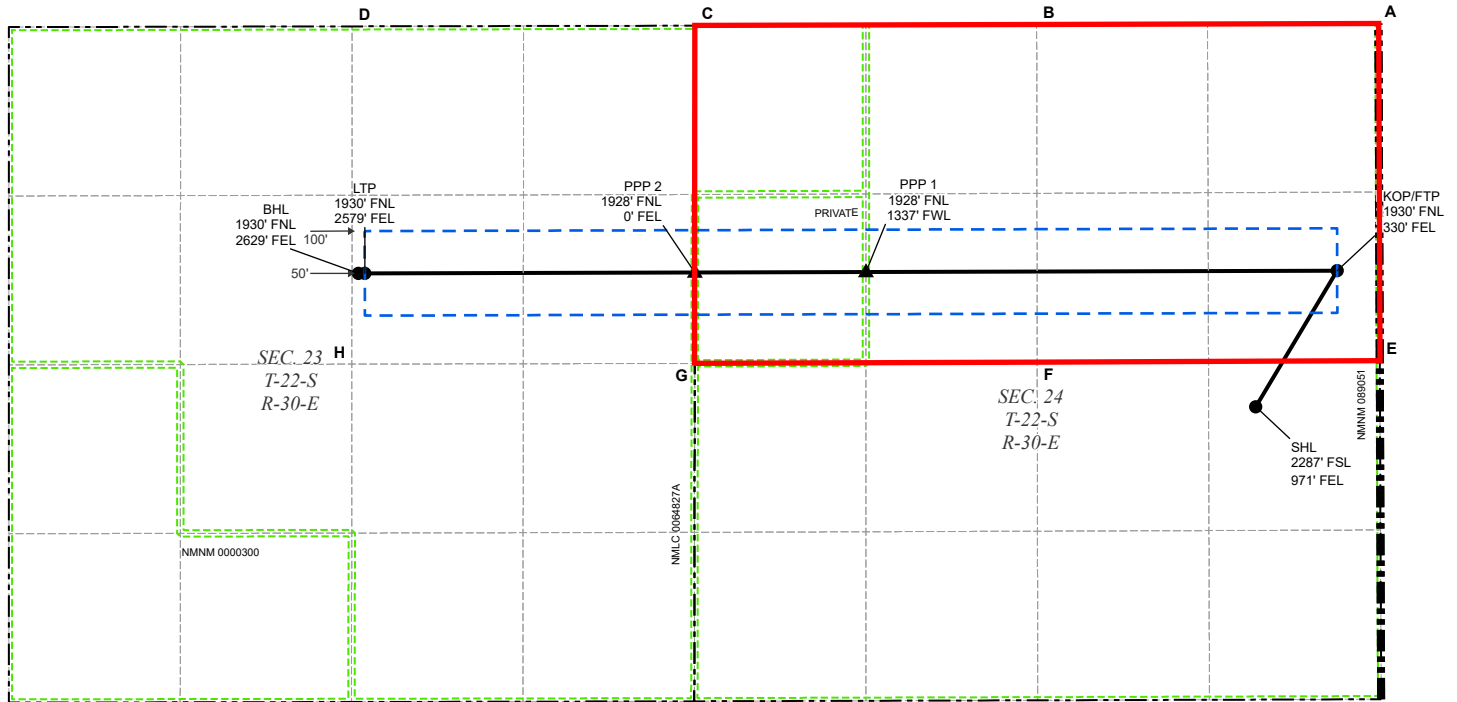 D
C
B
A
BHL
1930' FNL
2629' FEL
LTP
1930' FNL
2579' FEL
100'
50'
PPP 2
1928' FNL
0' FEL
PRIVATE
PPP 1
1928' FNL
1337' FWL
KOP/FTP
1930' FNL
330' FEL
SEC. 23
T-22-S
R-30-E
H
G
F
E
SEC. 24
T-22-S
R-30-E
SHL
2287' FSL
971' FEL
NMNM 089051
NMLC 0064827A
NMNM 0000300